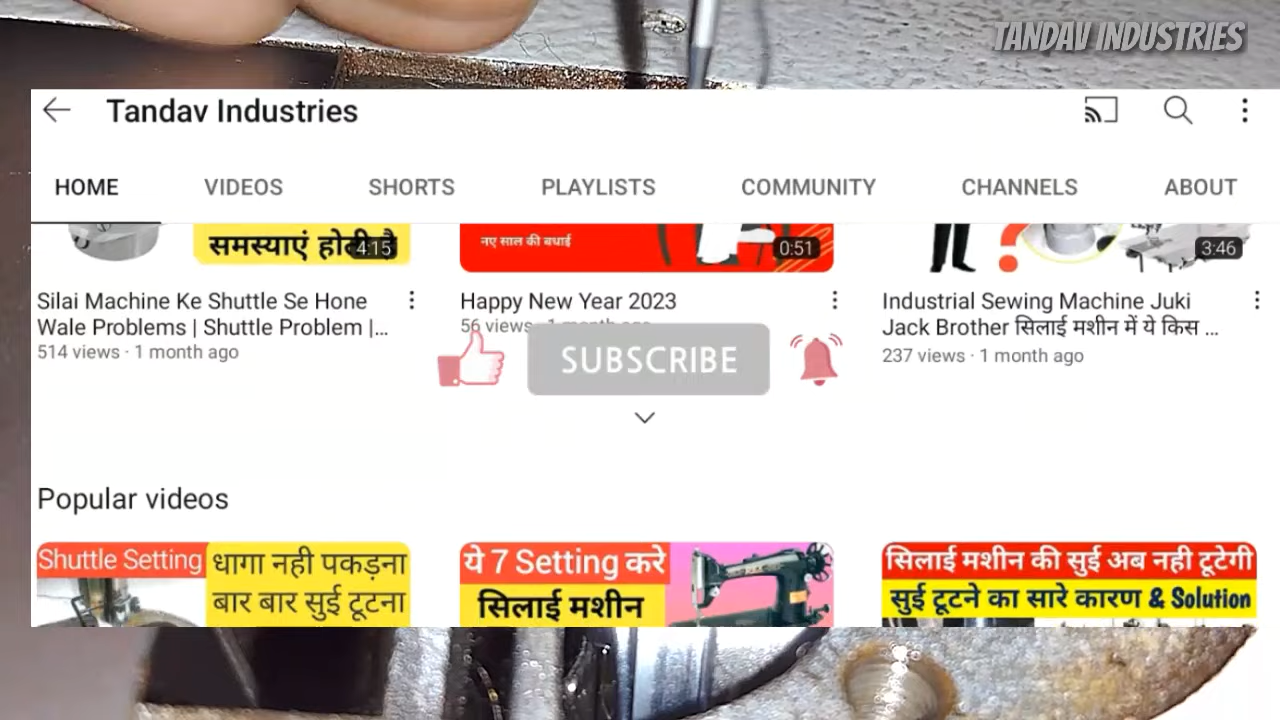 TANDAV INDUSTRIES
Tandav Industries
HOME VIDEOS SHORTS PLAYLISTS COMMUNITY CHANNELS ABOUT
समस्याएं होती है
4:15
नए साल की बधाई
0:51
3:46
Silai Machine Ke Shuttle Se Hone
Wale Problems | Shuttle Problem |...
514 views · 1 month ago
Happy New Year 2023
56 views · 1 month ago
Industrial Sewing Machine Juki
Jack Brother सिलाई मशीन में ये किस ...
237 views · 1 month ago
SUBSCRIBE
Popular videos
Shuttle Setting
धागा नही पकड़ना
बार बार सुई टूटना
ये 7 Setting करे
सिलाई मशीन
सिलाई मशीन की सुई अब नही टूटेगी
सुई टूटने का सारे कारण & Solution